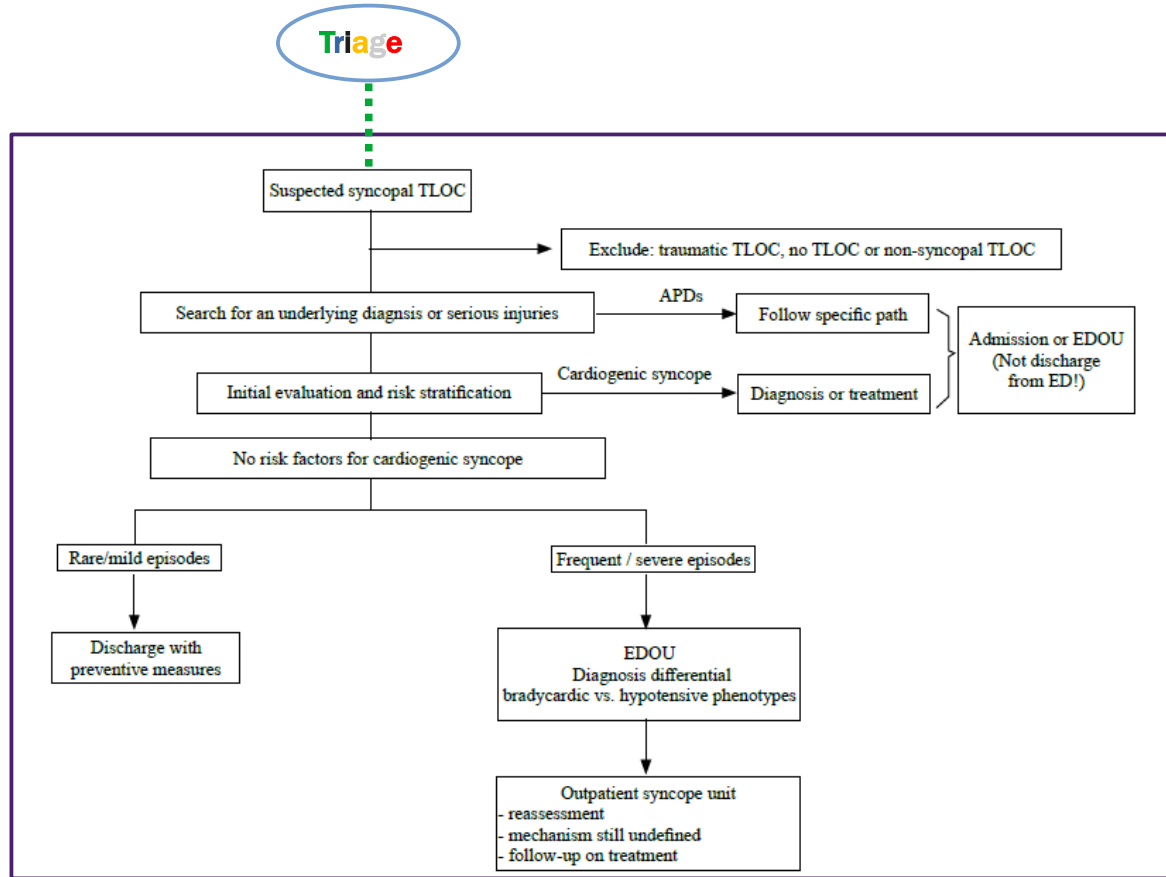 Triage
Suspected syncopal TLOC
Exclude: traumatic TLOC, no TLOC or non-syncopal TLOC
Search for an underlying diagnsis or serious injuries
APDs
Follow specific path
Admission or EDOU
(Not discharge
from ED!)
Initial evaluation and risk stratification
Cardiogenic syncope
Diagnosis or treatment
No risk factors for cardiogenic syncope
Rare/mild episodes
Frequent / severe episodes
Discharge with
preventive measures
EDOU
Diagnosis differential
bradycardic vs. hypotensive phenotypes
Outpatient syncope unit
- reassessment
- mechanism still undefined
- follow-up on treatment